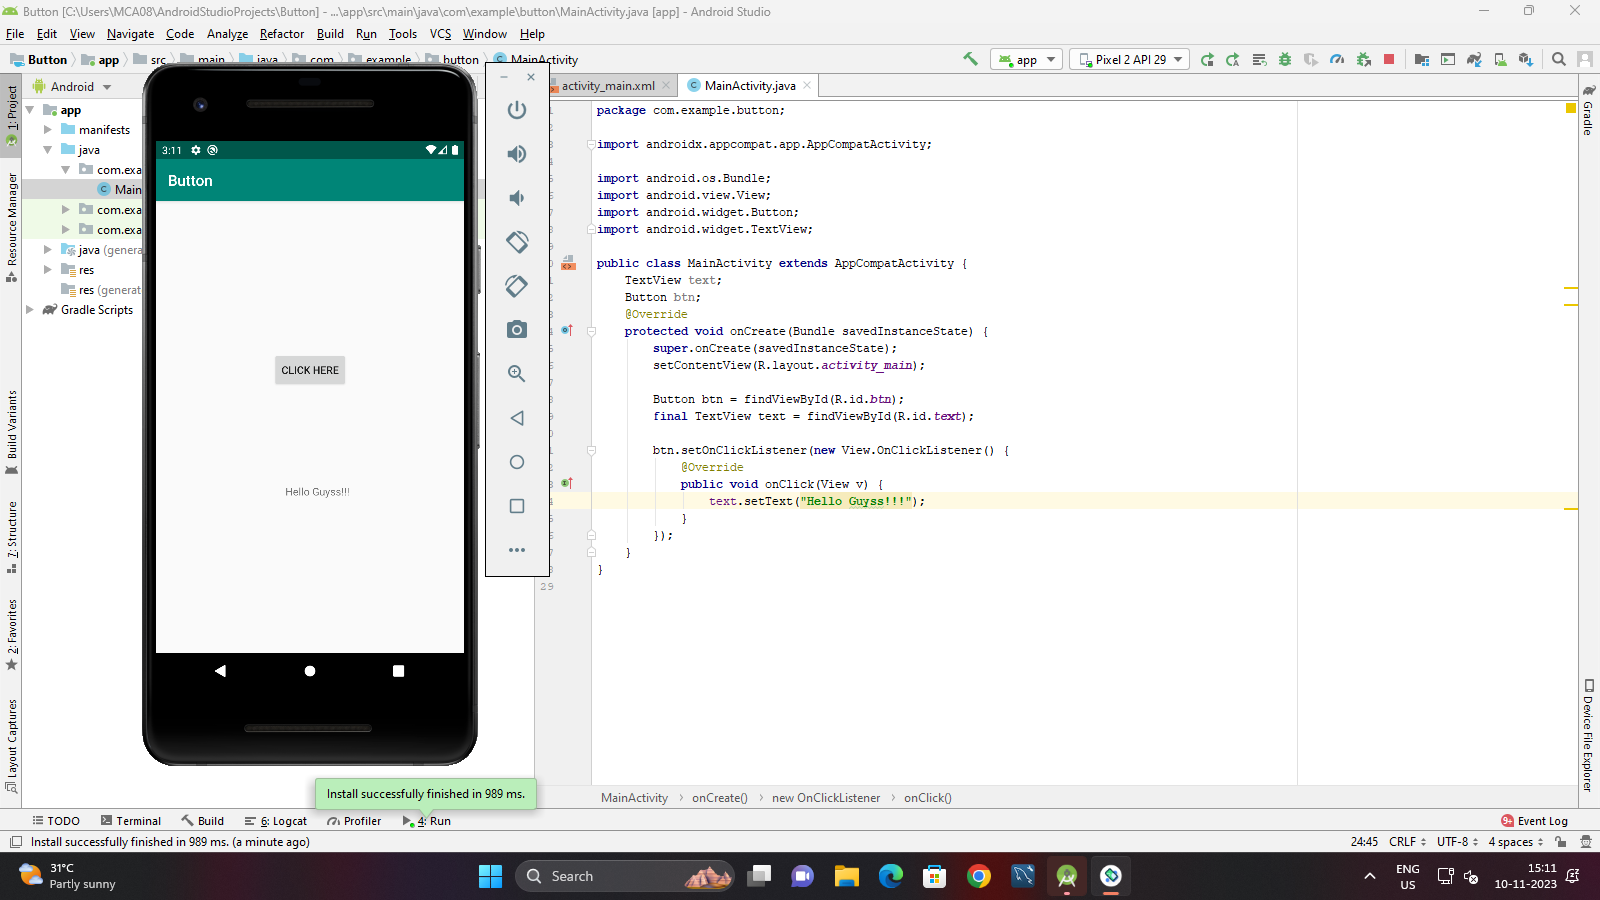 Button [C:\Users\MCA08\AndroidStudioProjects\Button] - ...\app\src\main\java\com\example\button\MainActivity.java [app] - Android Studio
File Edit View Navigate Code Analyze Refactor Build Run Tools VCS Window Help
Button app src main java com example button MainActivity
app Pixel 2 API 29
Android
activity_main.xml MainActivity.java
1: Project
Resource Manager
Build Variants
7: Structure
2: Favorites
Layout Captures
app
manifests
java
com.exa
Main
com.exa
com.exa
java (genera
res
res (generat
Gradle Scripts
3:11
Button
CLICK HERE
Hello Guyss!!!
package com.example.button;
import androidx.appcompat.app.AppCompatActivity;
import android.os.Bundle;
import android.view.View;
import android.widget.Button;
import android.widget.TextView;
public class MainActivity extends AppCompatActivity {
TextView text;
Button btn;
@Override
protected void onCreate(Bundle savedInstanceState) {
super.onCreate(savedInstanceState);
setContentView(R.layout.activity_main);
Button btn = findViewById(R.id.btn);
final TextView text = findViewById(R.id.text);
btn.setOnClickListener(new View.OnClickListener() {
@Override
public void onClick(View v) {
text.setText("Hello Guyss!!!");
}
});
}
}
29
Gradle
Device File Explorer
MainActivity onCreate() new OnClickListener onClick()
Install successfully finished in 989 ms.
TODO Terminal Build 6: Logcat Profiler 4: Run
9+ Event Log
Install successfully finished in 989 ms. (a minute ago)
24:45 CRLF UTF-8 4 spaces
31°C
Partly sunny
Search
ENG
US
15:11
10-11-2023